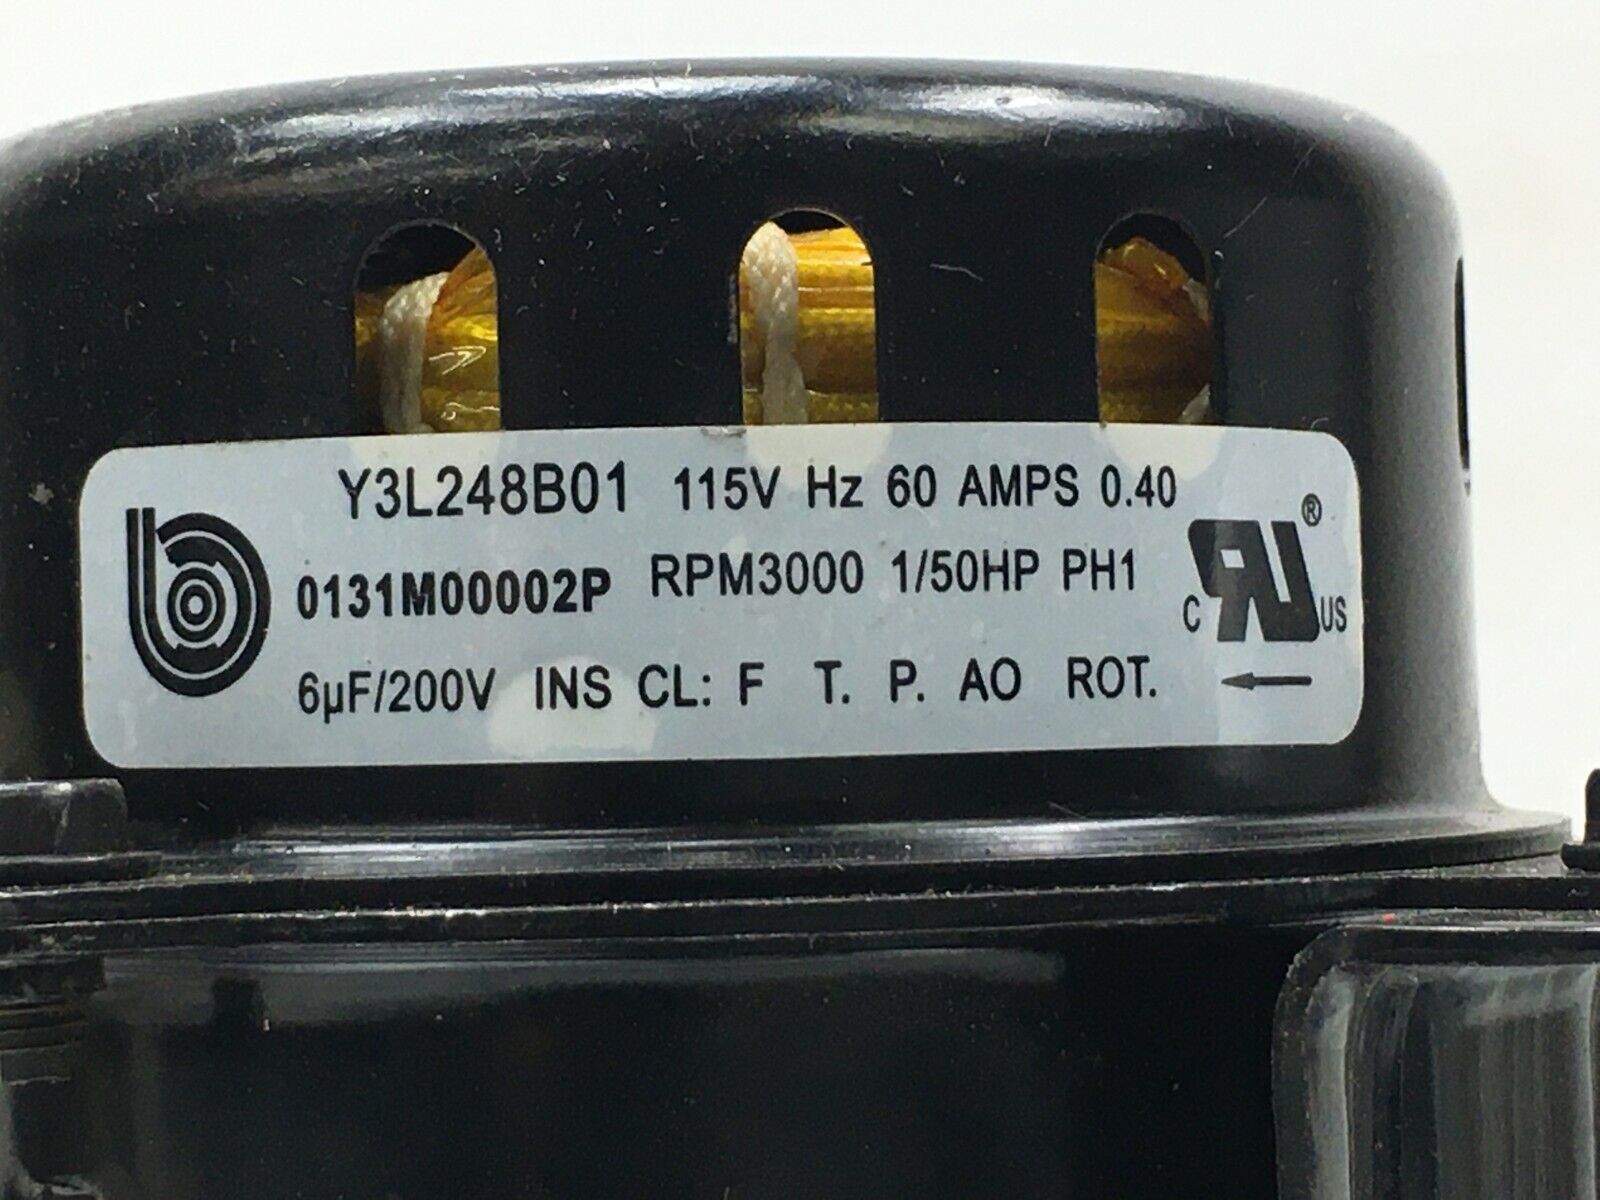 Y3L248B01 115V Hz 60 AMPS 0.40
0131M00002P RPM3000 1/50HP PH1
6µF/200V INS CL: F T. P. AO ROT. ←
C RU US ®